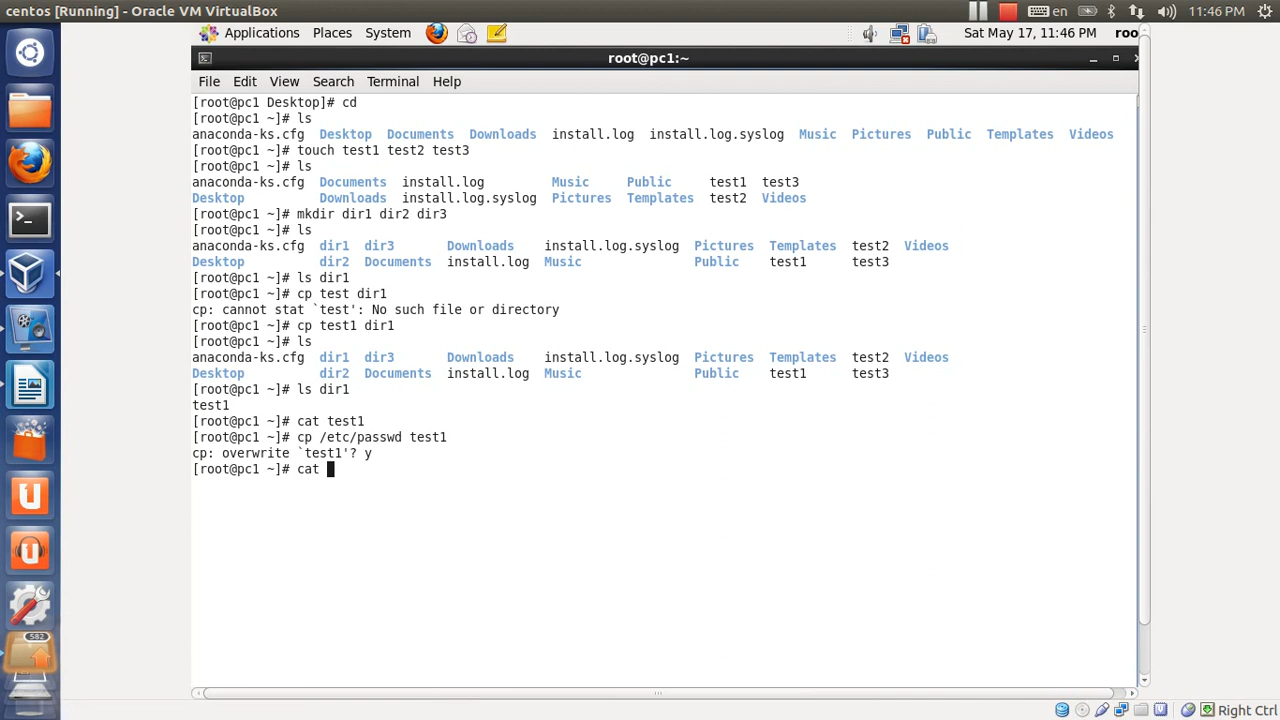 centos [Running] - Oracle VM VirtualBox
en
11:46 PM
Applications Places System
Sat May 17, 11:46 PM
roo
root@pc1:~
File Edit View Search Terminal Help
[root@pc1 Desktop]# cd
[root@pc1 ~]# ls
anaconda-ks.cfg Desktop Documents Downloads install.log install.log.syslog Music Pictures Public Templates Videos
[root@pc1 ~]# touch test1 test2 test3
[root@pc1 ~]# ls
anaconda-ks.cfg Documents install.log Music Public test1 test3
Desktop Downloads install.log.syslog Pictures Templates test2 Videos
[root@pc1 ~]# mkdir dir1 dir2 dir3
[root@pc1 ~]# ls
anaconda-ks.cfg dir1 dir3 Downloads install.log.syslog Pictures Templates test2 Videos
Desktop dir2 Documents install.log Music Public test1 test3
[root@pc1 ~]# ls dir1
[root@pc1 ~]# cp test dir1
cp: cannot stat `test': No such file or directory
[root@pc1 ~]# cp test1 dir1
[root@pc1 ~]# ls
anaconda-ks.cfg dir1 dir3 Downloads install.log.syslog Pictures Templates test2 Videos
Desktop dir2 Documents install.log Music Public test1 test3
[root@pc1 ~]# ls dir1
test1
[root@pc1 ~]# cat test1
[root@pc1 ~]# cp /etc/passwd test1
cp: overwrite `test1'? y
[root@pc1 ~]# cat
582
Right Ctrl